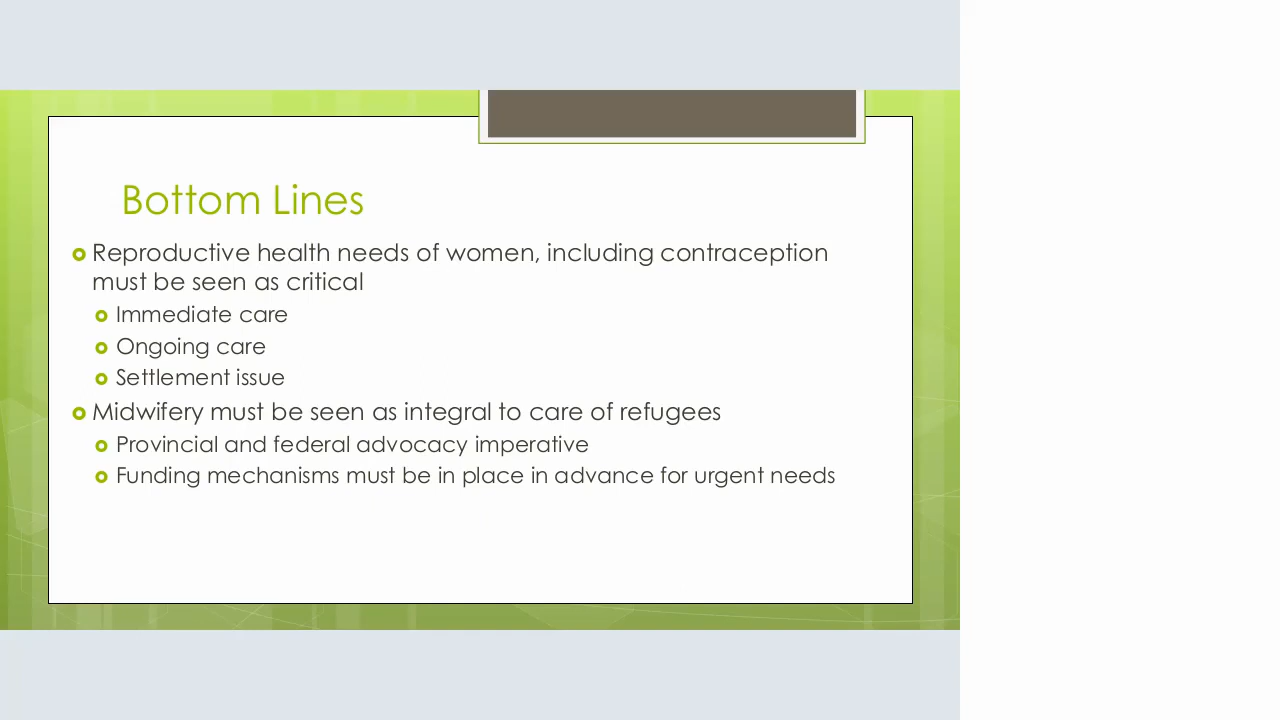 Bottom Lines
Reproductive health needs of women, including contraception
must be seen as critical
Immediate care
Ongoing care
Settlement issue
Midwifery must be seen as integral to care of refugees
Provincial and federal advocacy imperative
Funding mechanisms must be in place in advance for urgent needs